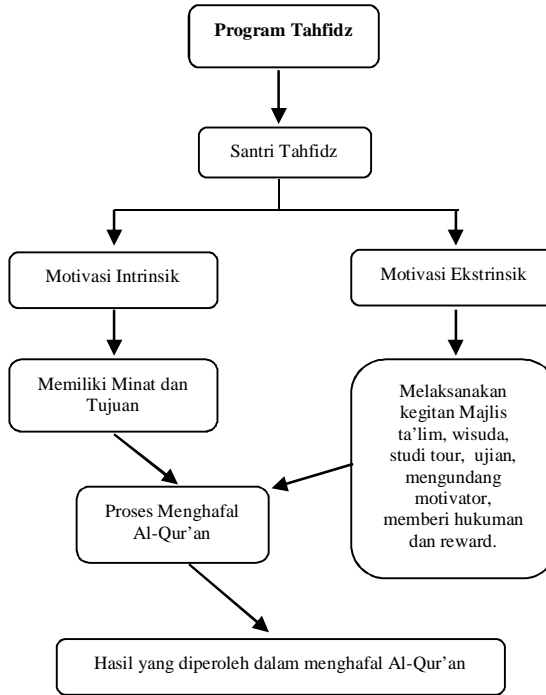 Program Tahfidz
Santri Tahfidz
Motivasi Intrinsik
Motivasi Ekstrinsik
Memiliki Minat dan
Tujuan
Melaksanakan
kegitan Majlis
ta’lim, wisuda,
studi tour, ujian,
mengundang
motivator,
memberi hukuman
dan reward.
Proses Menghafal
Al-Qur’an
Hasil yang diperoleh dalam menghafal Al-Qur’an